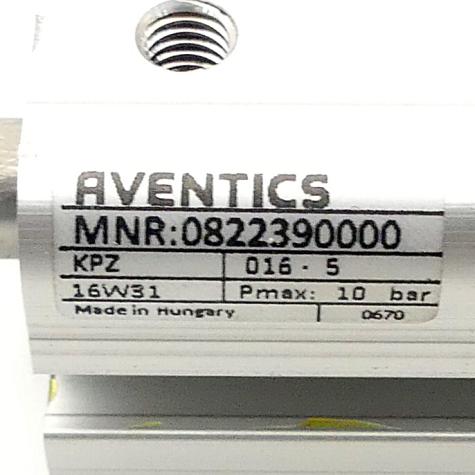 AVENTICS
MNR:0822390000
KPZ 016 - 5
16W31 Pmax: 10 bar
Made in Hungary 0670